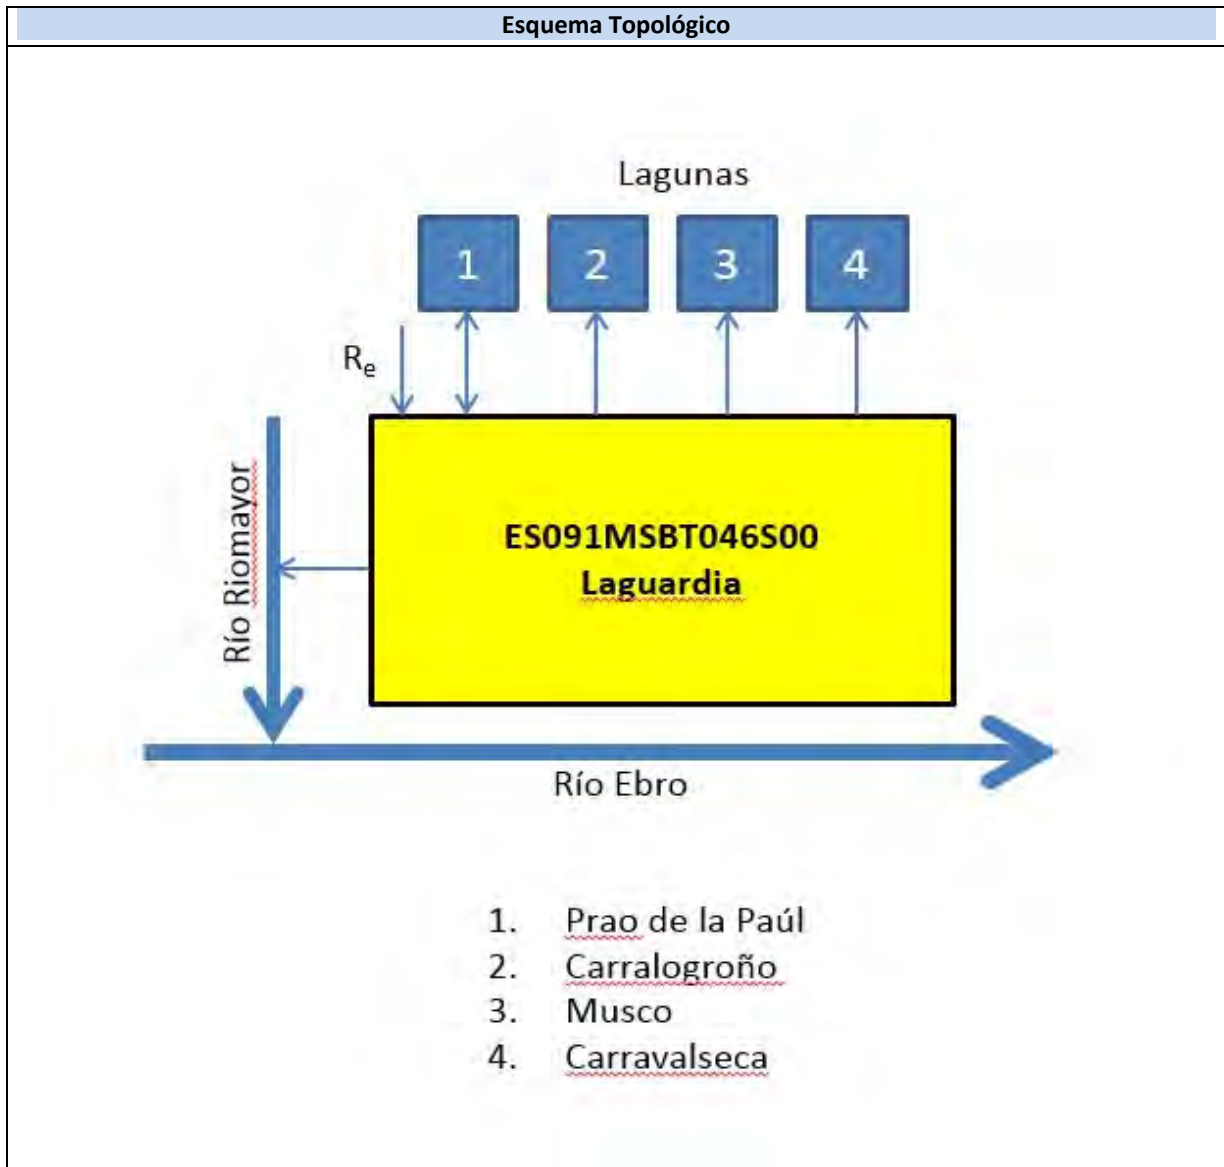 Esquema Topológico
Lagunas
1 2 3 4
Re
Río Riomayor
ES091MSBT046S00
Laguardia
Río Ebro
1. Prao de la Paúl
2. Carralogroño
3. Musco
4. Carravalseca